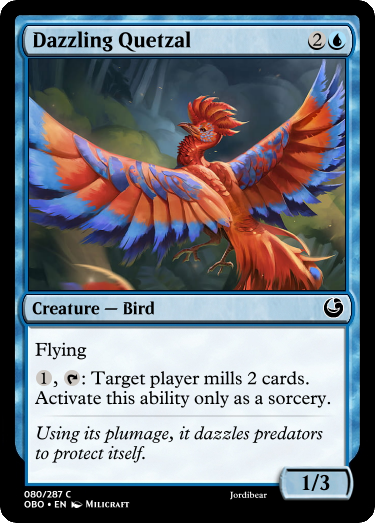 Dazzling Quetzal 2
Creature — Bird
Flying
1, : Target player mills 2 cards.
Activate this ability only as a sorcery.
Using its plumage, it dazzles predators
to protect itself.
1/3
080/287 C
OBO • EN Milicraft
Jordibear